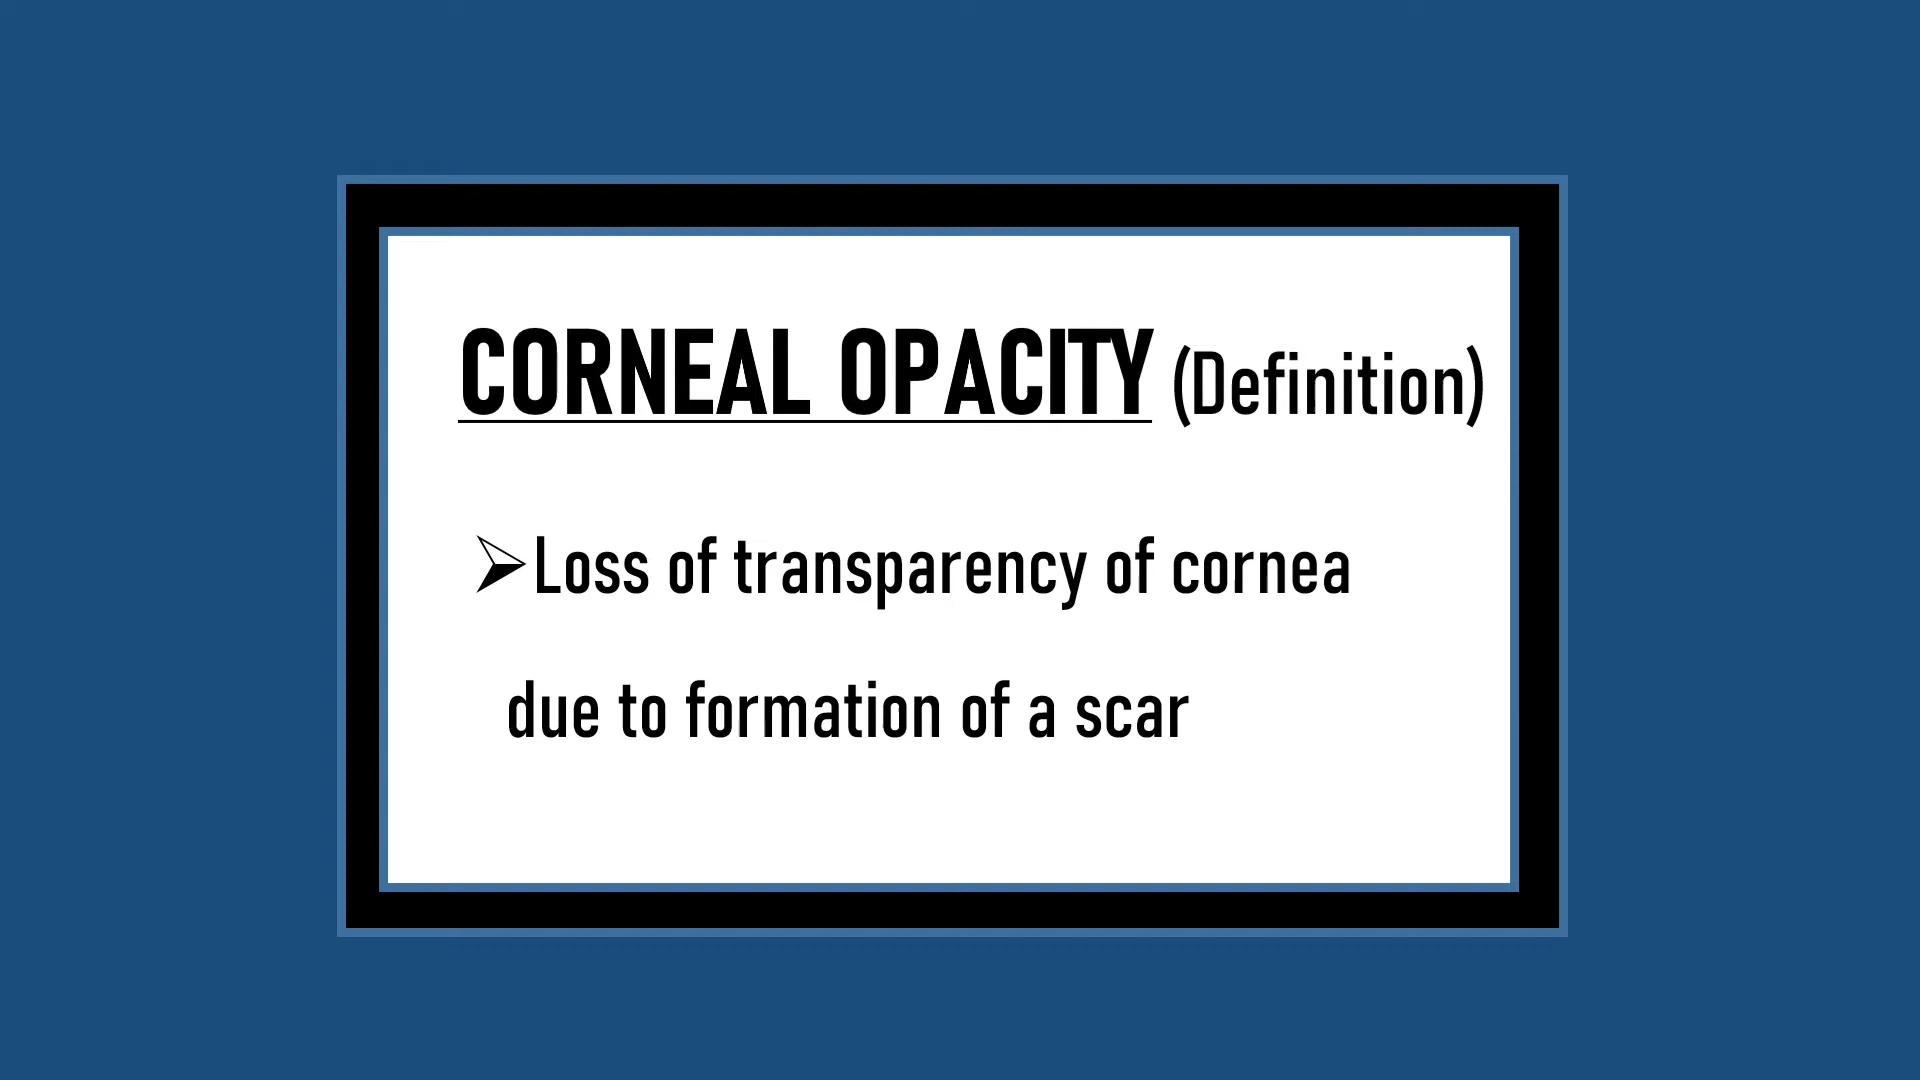 CORNEAL OPACITY (Definition)
➢Loss of transparency of cornea
due to formation of a scar